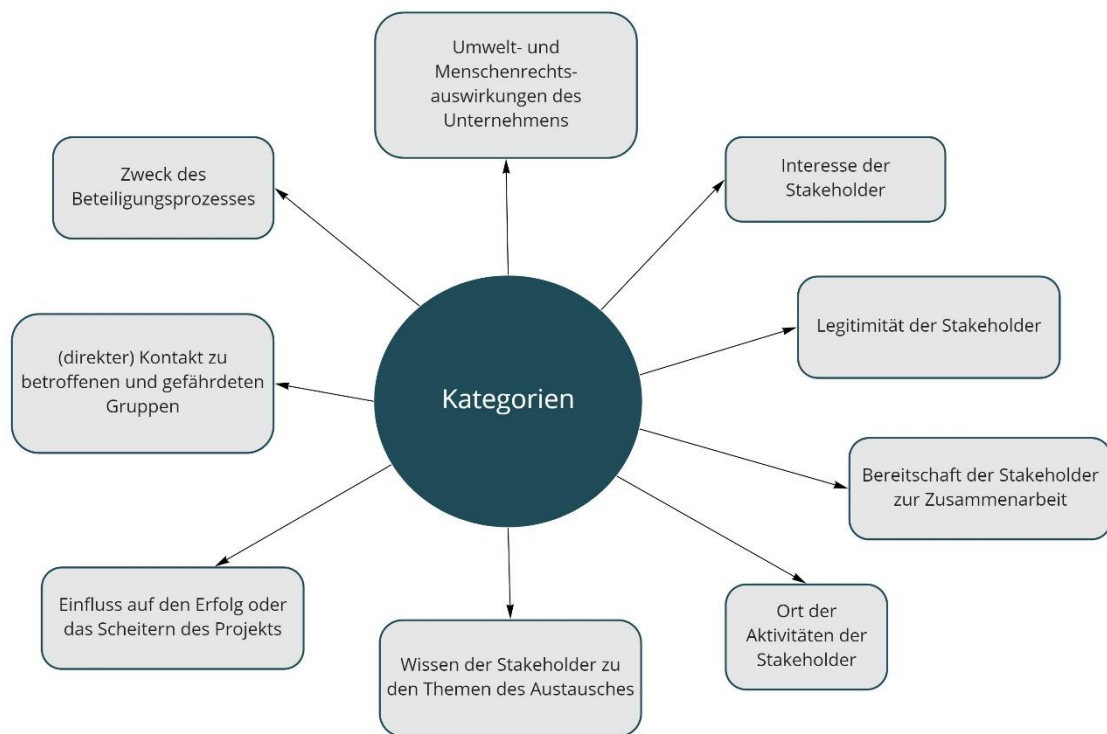 Umwelt- und
Menschenrechts-
auswirkungen des
Unternehmens
Zweck des
Beteiligungsprozesses
Interesse der
Stakeholder
Legitimität der Stakeholder
(direkter) Kontakt zu
betroffenen und gefährdeten
Gruppen
Kategorien
Bereitschaft der Stakeholder
zur Zusammenarbeit
Einfluss auf den Erfolg oder
das Scheitern des Projekts
Ort der
Aktivitäten der
Stakeholder
Wissen der Stakeholder zu
den Themen des Austausches